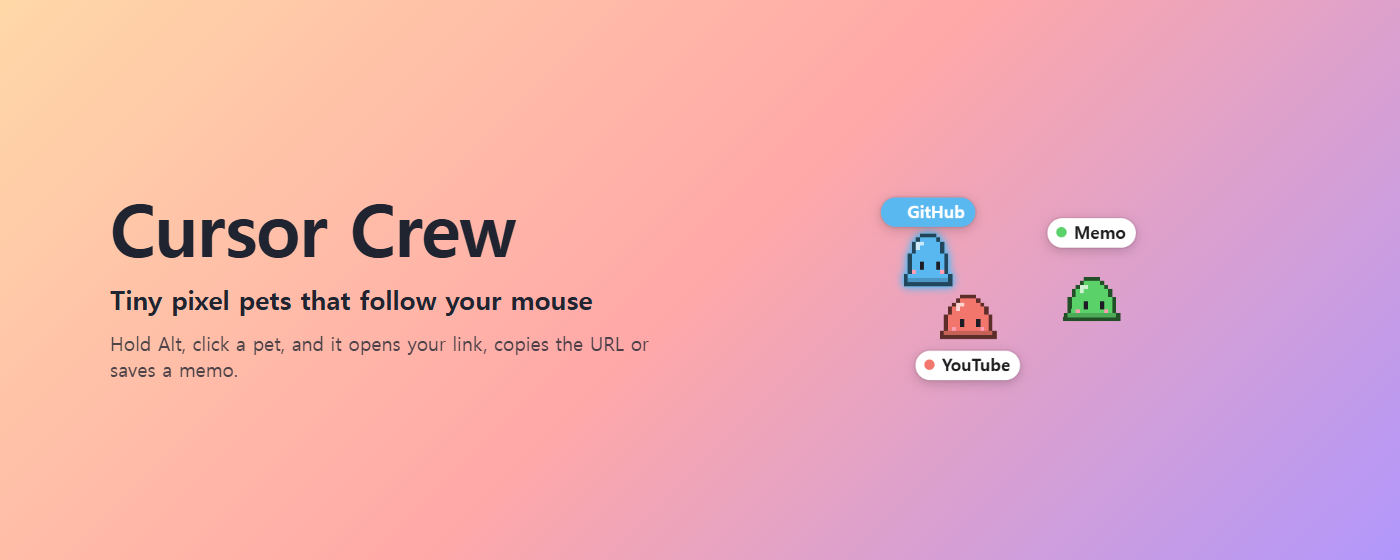 Cursor Crew
Tiny pixel pets that follow your mouse
Hold Alt, click a pet, and it opens your link, copies the URL or
saves a memo.
GitHub
Memo
YouTube